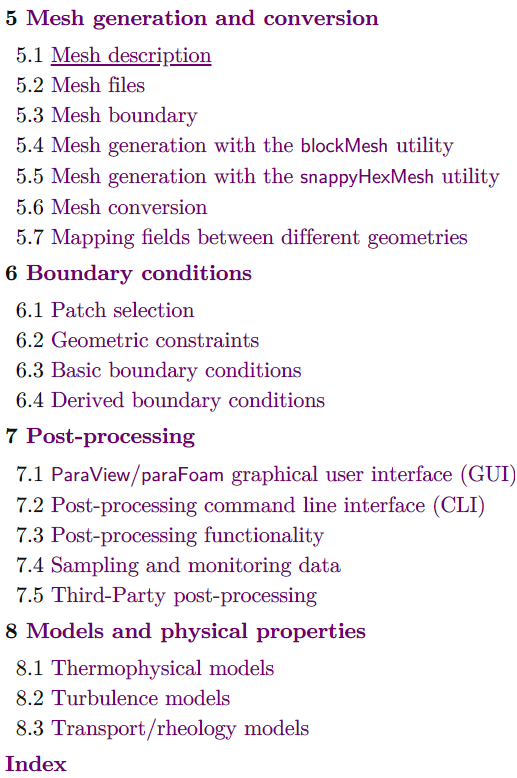 5 Mesh generation and conversion
5.1 Mesh description
5.2 Mesh files
5.3 Mesh boundary
5.4 Mesh generation with the blockMesh utility
5.5 Mesh generation with the snappyHexMesh utility
5.6 Mesh conversion
5.7 Mapping fields between different geometries
6 Boundary conditions
6.1 Patch selection
6.2 Geometric constraints
6.3 Basic boundary conditions
6.4 Derived boundary conditions
7 Post-processing
7.1 ParaView/paraFoam graphical user interface (GUI)
7.2 Post-processing command line interface (CLI)
7.3 Post-processing functionality
7.4 Sampling and monitoring data
7.5 Third-Party post-processing
8 Models and physical properties
8.1 Thermophysical models
8.2 Turbulence models
8.3 Transport/rheology models
Index